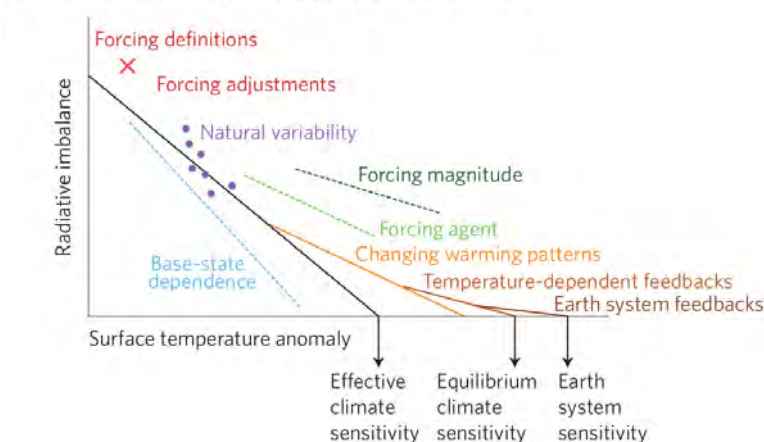 Forcing definitions
Forcing adjustments
Natural variability
Forcing magnitude
Forcing agent
Changing warming patterns
Base-state
dependence
Temperature-dependent feedbacks
Earth system feedbacks
Radiative imbalance
Surface temperature anomaly
Effective
climate
sensitivity
Equilibrium
climate
sensitivity
Earth
system
sensitivity